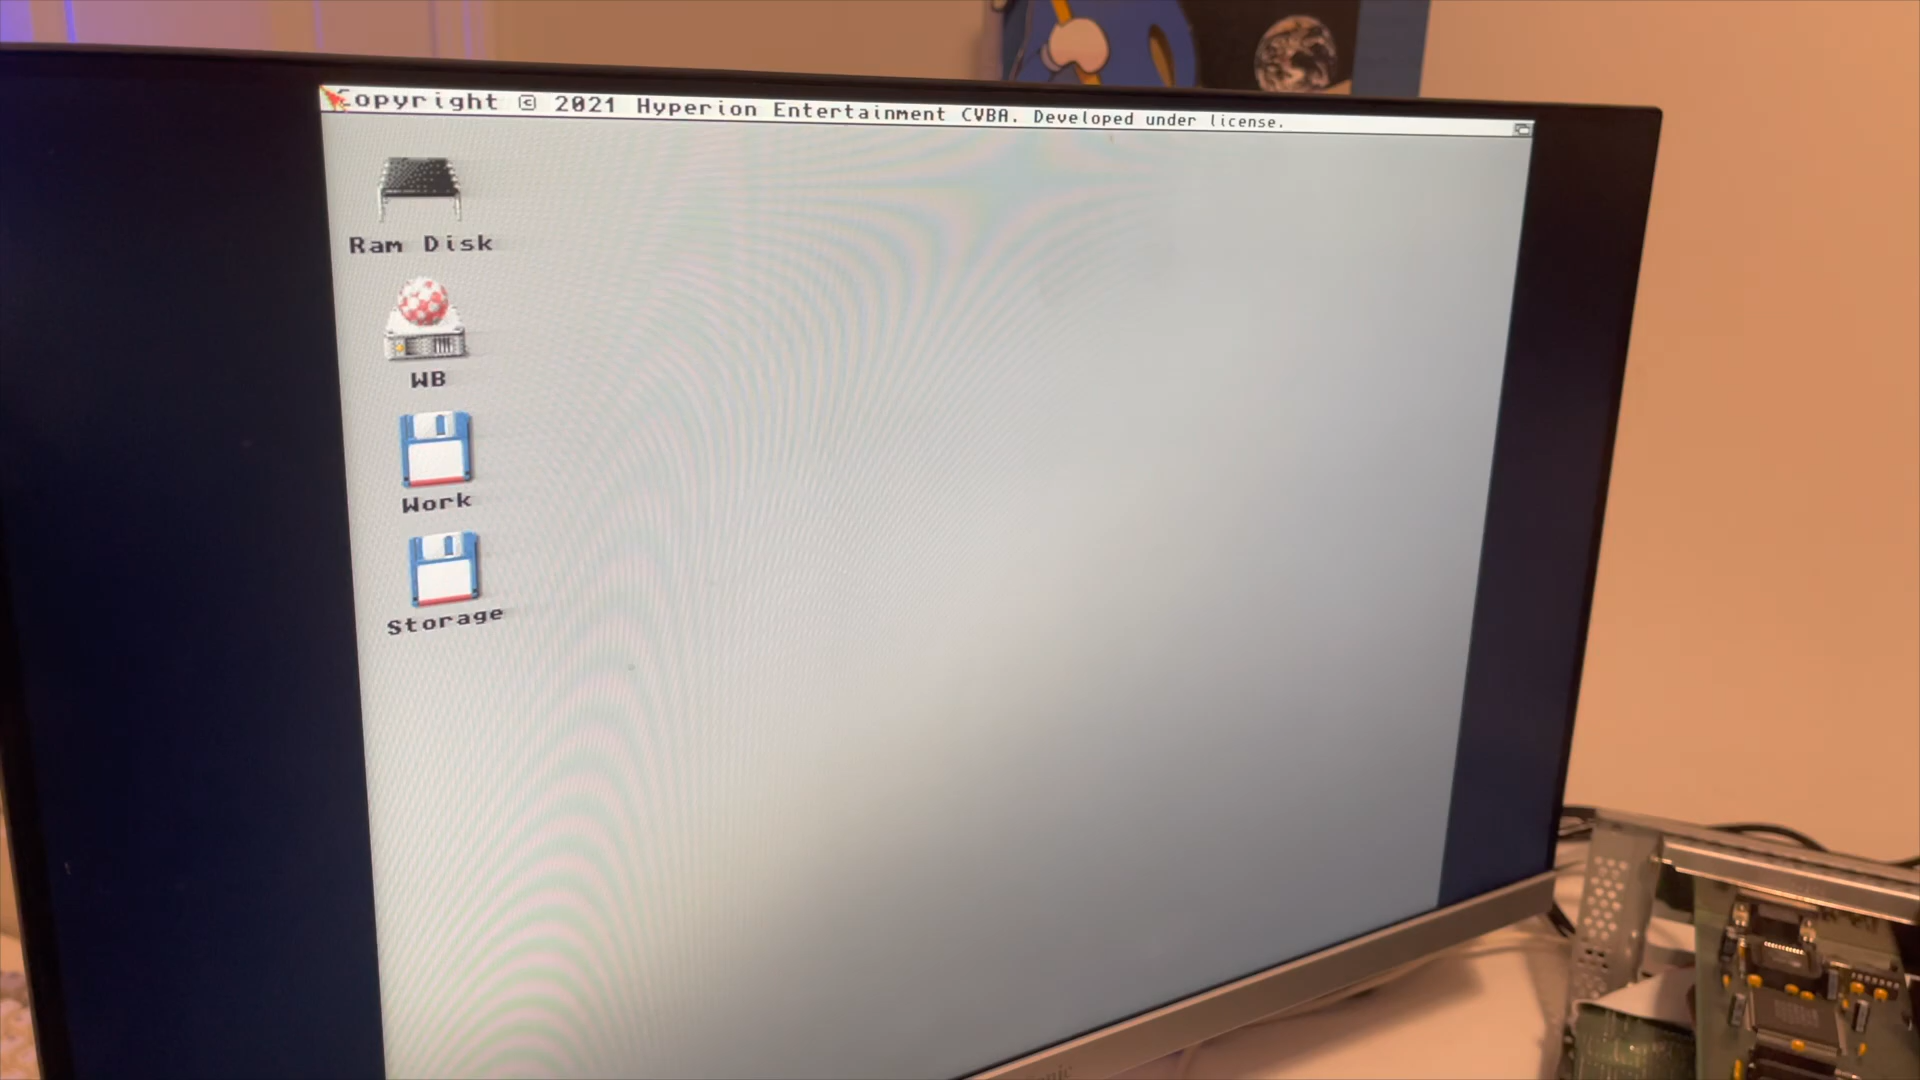 Copyright © 2021 Hyperion Entertainment CVBA. Developed under license.
Ram Disk
WB
Work
Storage